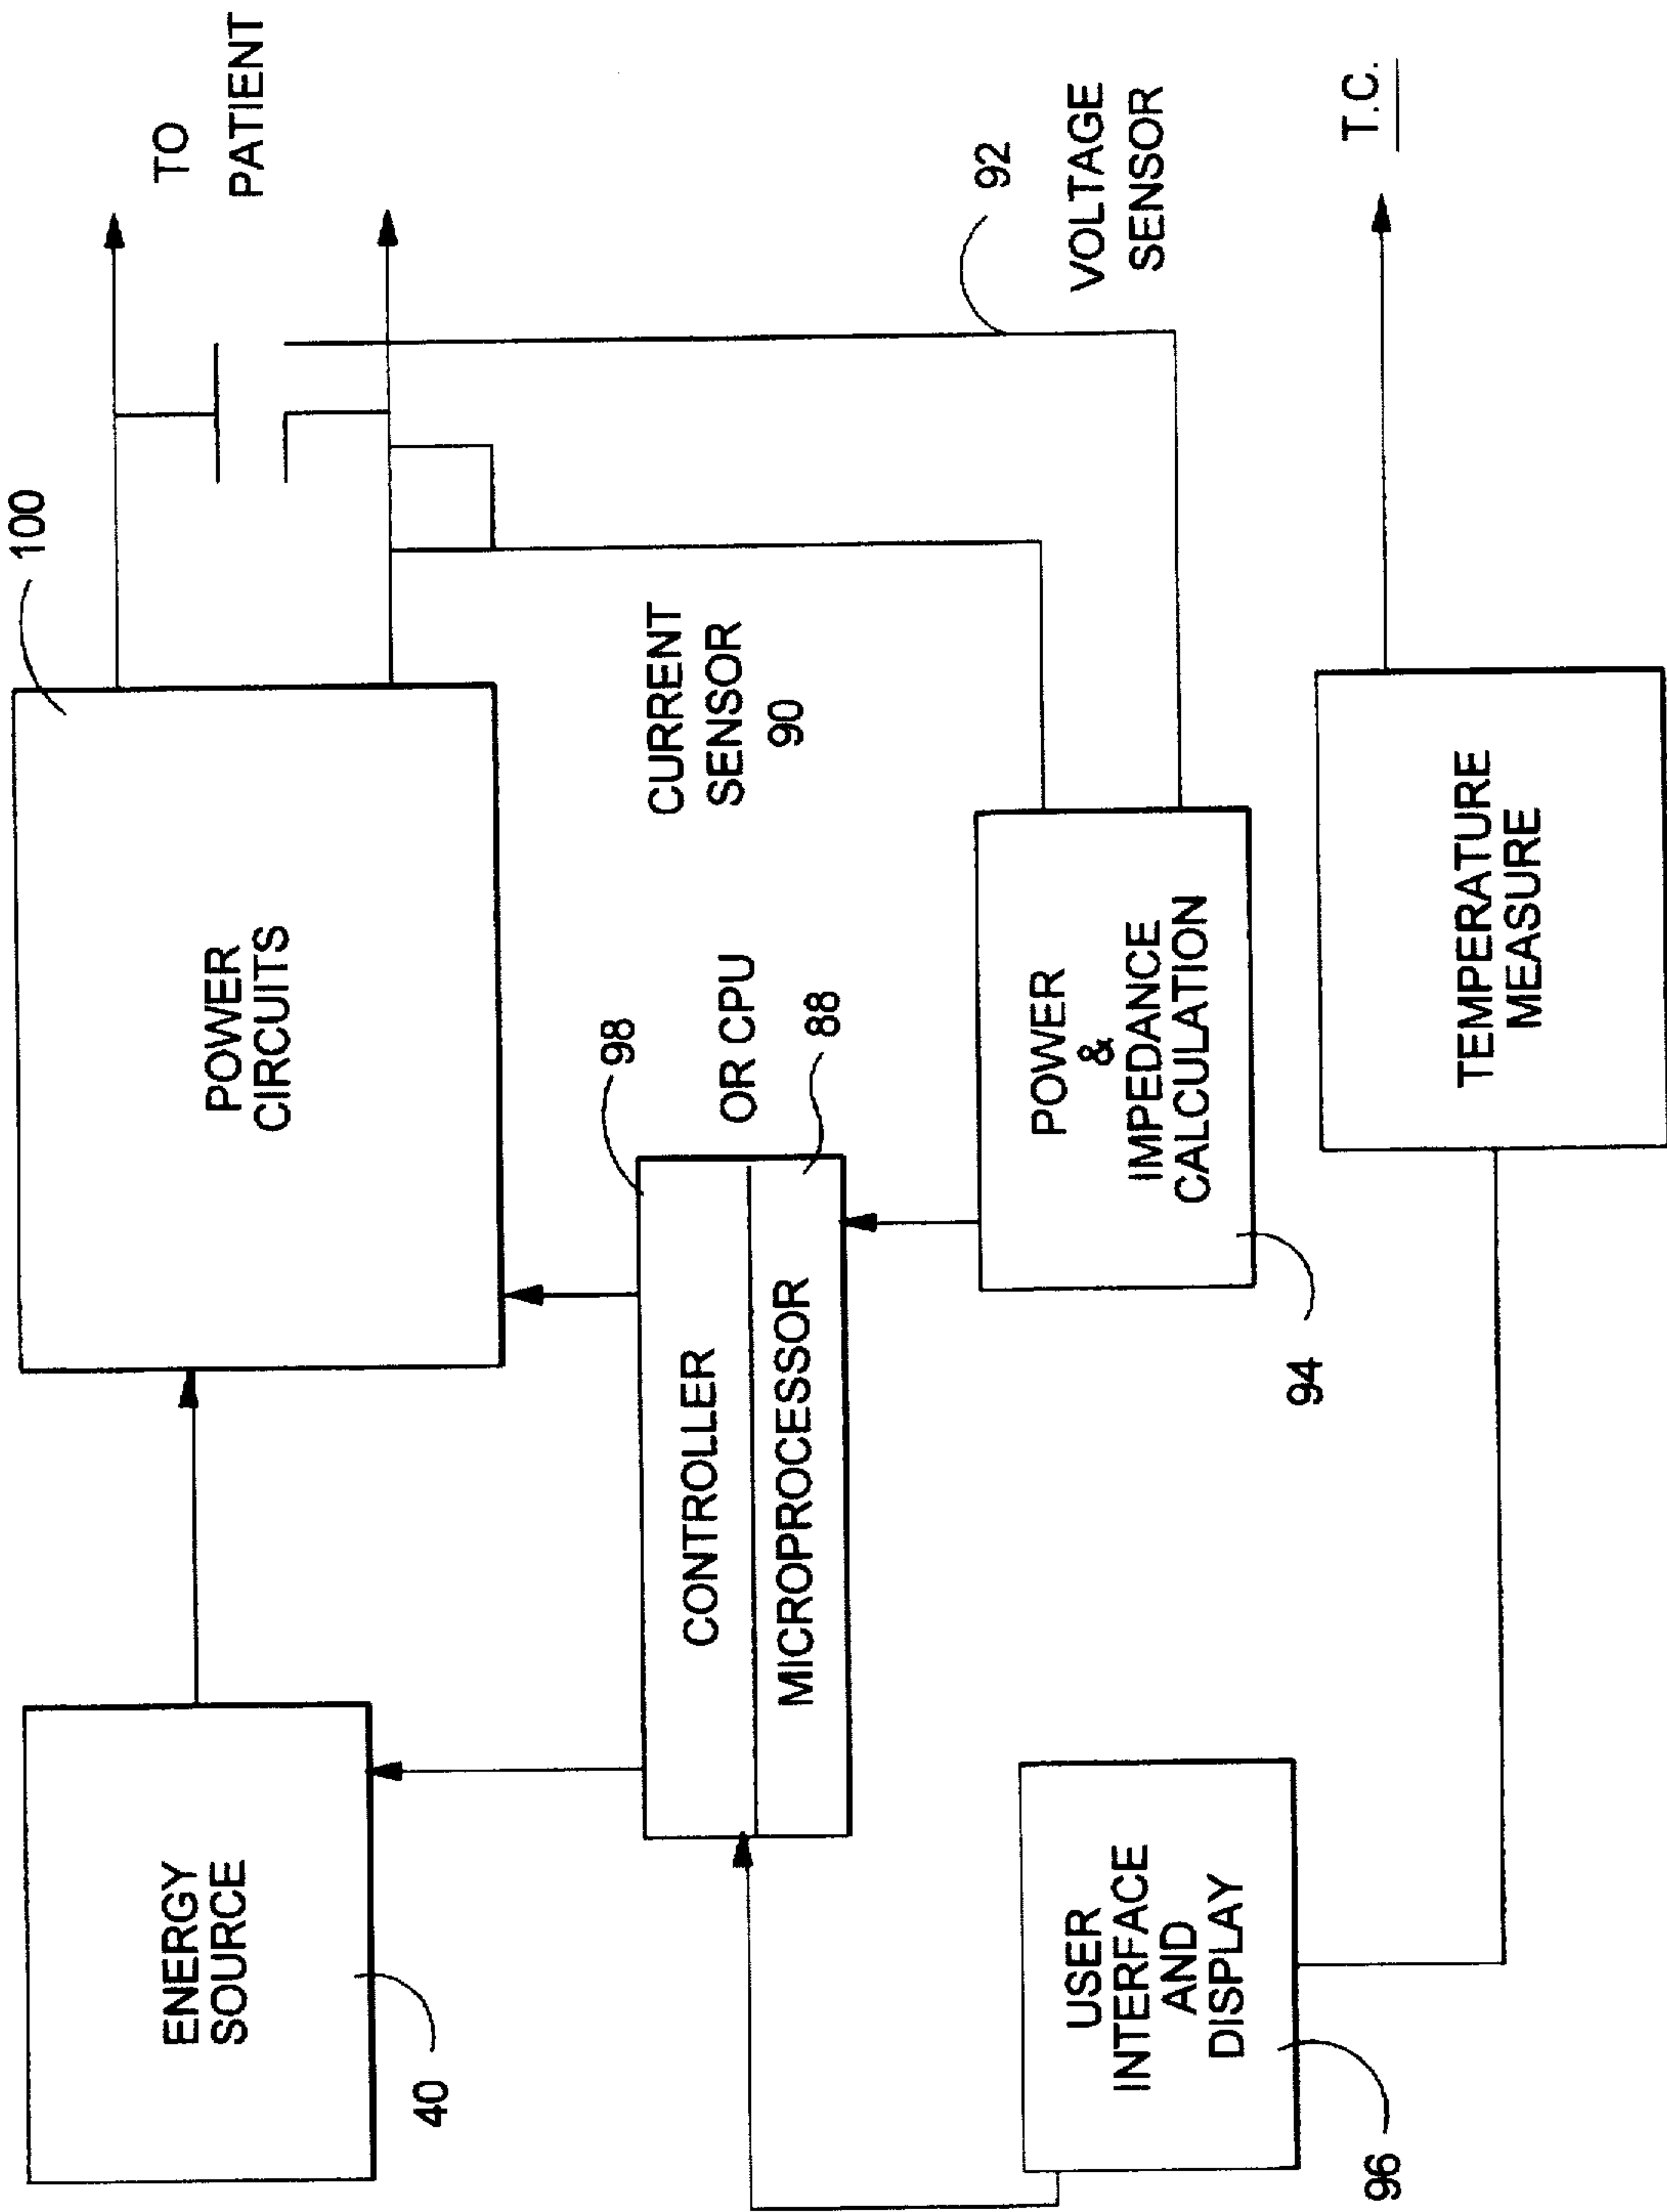 ENERGY
SOURCE
40
POWER
CIRCUITS
100
TO
PATIENT
CONTROLLER
MICROPROCESSOR
98
OR CPU
88
CURRENT
SENSOR
90
92
VOLTAGE
SENSOR
USER
INTERFACE
AND
DISPLAY
96
POWER
&
IMPEDANCE
CALCULATION
94
TEMPERATURE
MEASURE
T.C.